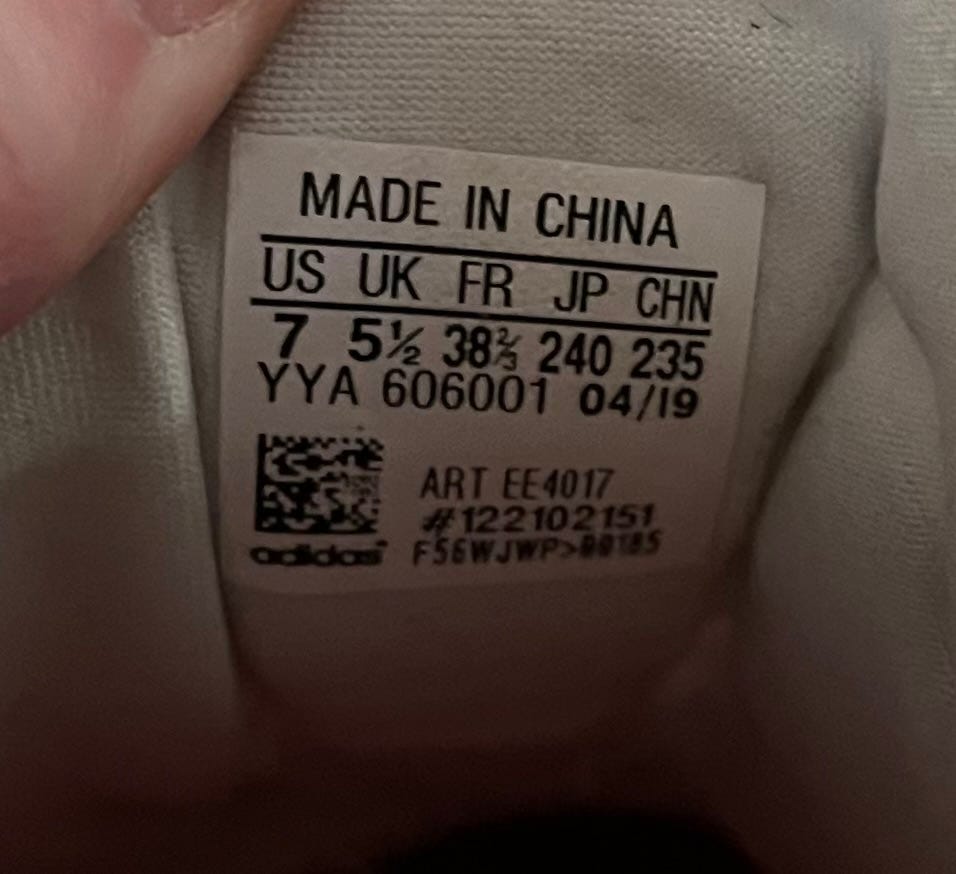 MADE IN CHINA
US UK FR JP CHN
7 5½ 38⅔ 240 235
YYA 606001 04/19
ART EE4017
#122102151
adidas F56WJWP>